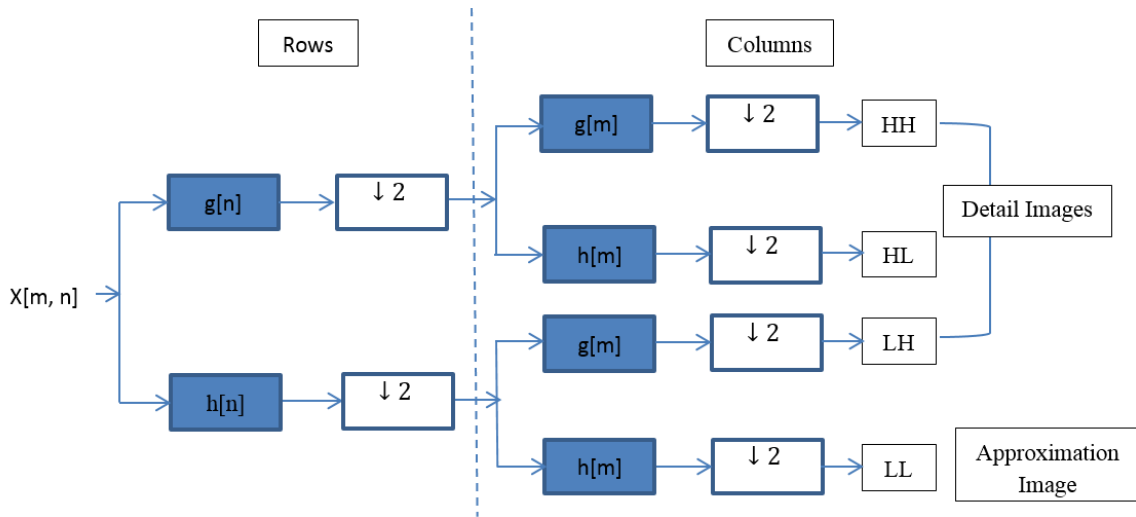 Rows
Columns
g[m]
↓ 2
HH
g[n]
↓ 2
Detail Images
h[m]
↓ 2
HL
X[m, n]
g[m]
↓ 2
LH
h[n]
↓ 2
h[m]
↓ 2
LL
Approximation
Image